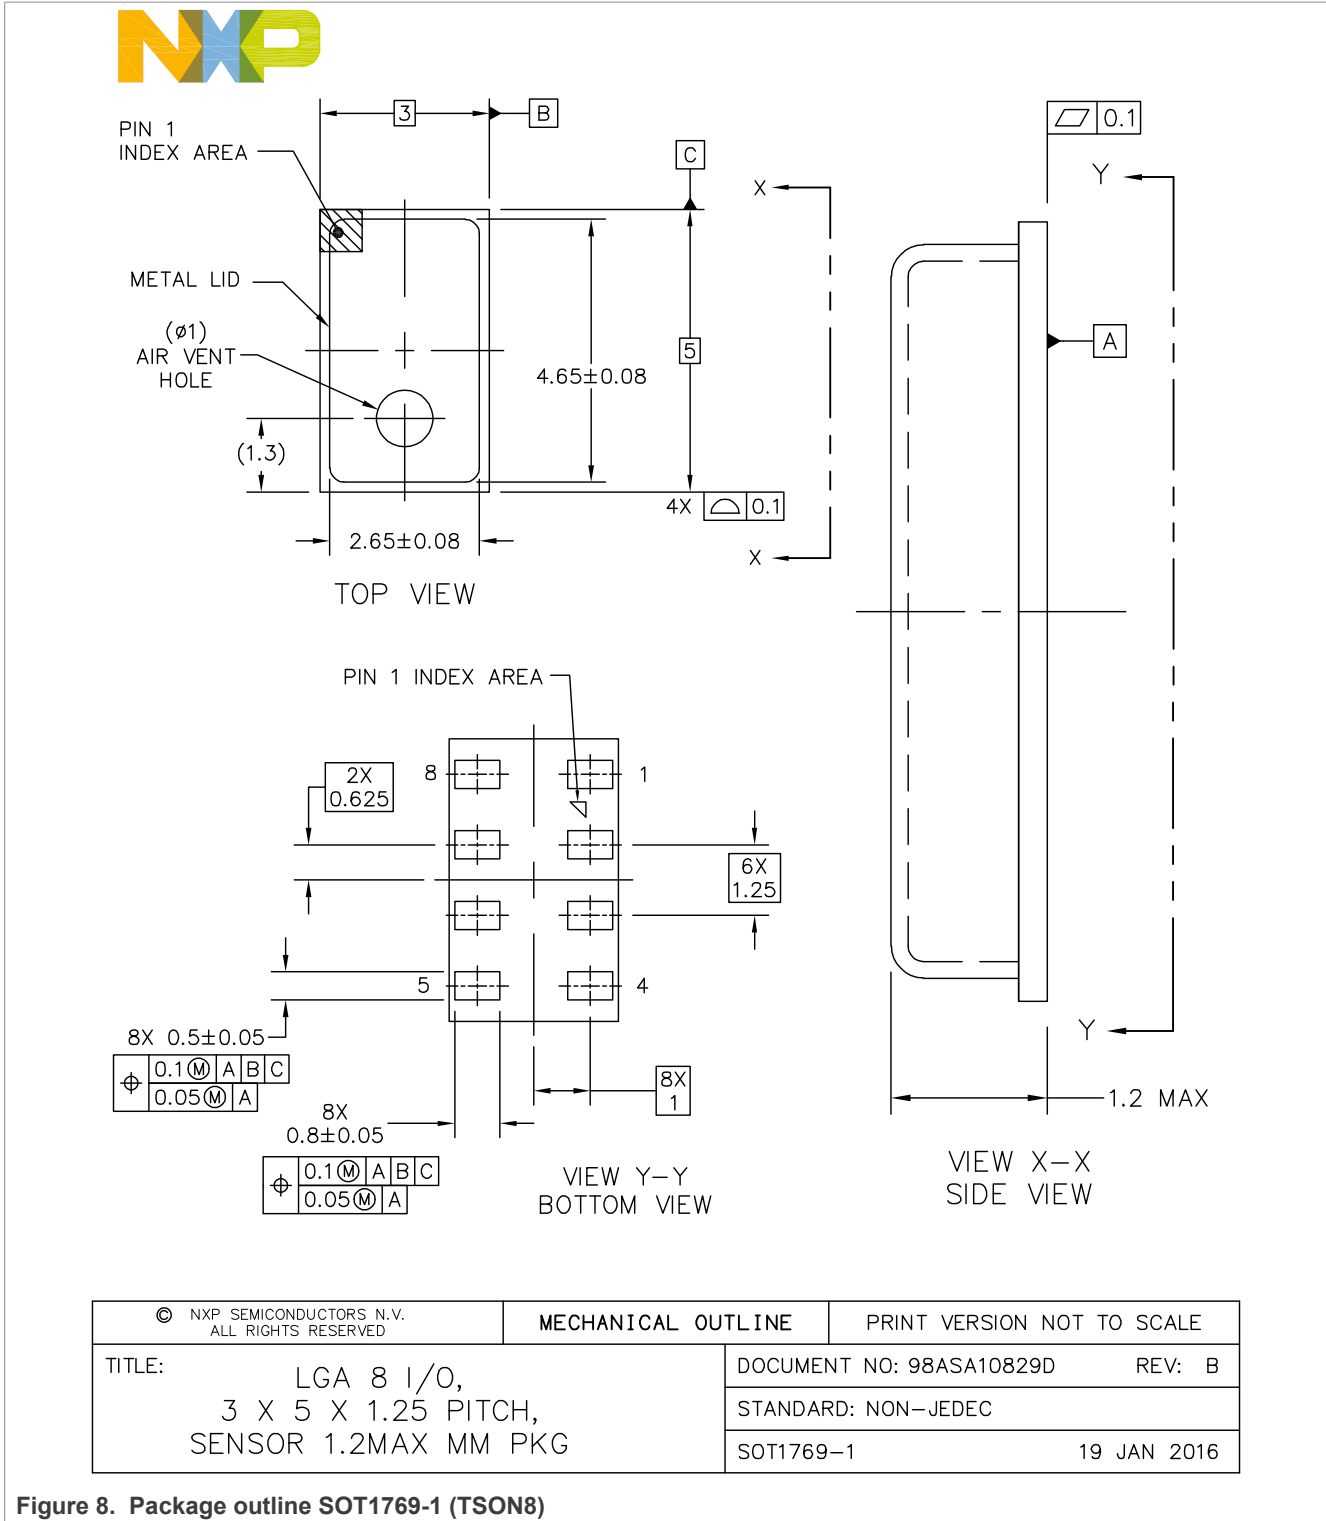 NXP
3
B
PIN 1
INDEX AREA
C
0.1
X
Y
METAL LID
(ø1)
AIR VENT
HOLE
5
A
4.65±0.08
(1.3)
4X 0.1
2.65±0.08
X
TOP VIEW
PIN 1 INDEX AREA
2X
0.625
8
1
6X
1.25
5
4
Y
8X 0.5±0.05
0.1Ⓜ A B C
0.05Ⓜ A
8X
1
1.2 MAX
8X
0.8±0.05
0.1Ⓜ A B C
0.05Ⓜ A
VIEW Y-Y
BOTTOM VIEW
VIEW X-X
SIDE VIEW
© NXP SEMICONDUCTORS N.V.
ALL RIGHTS RESERVED
MECHANICAL OUTLINE
PRINT VERSION NOT TO SCALE
TITLE:
LGA 8 I/O,
3 X 5 X 1.25 PITCH,
SENSOR 1.2MAX MM PKG
DOCUMENT NO: 98ASA10829D REV: B
STANDARD: NON-JEDEC
SOT1769-1 19 JAN 2016
Figure 8. Package outline SOT1769-1 (TSON8)